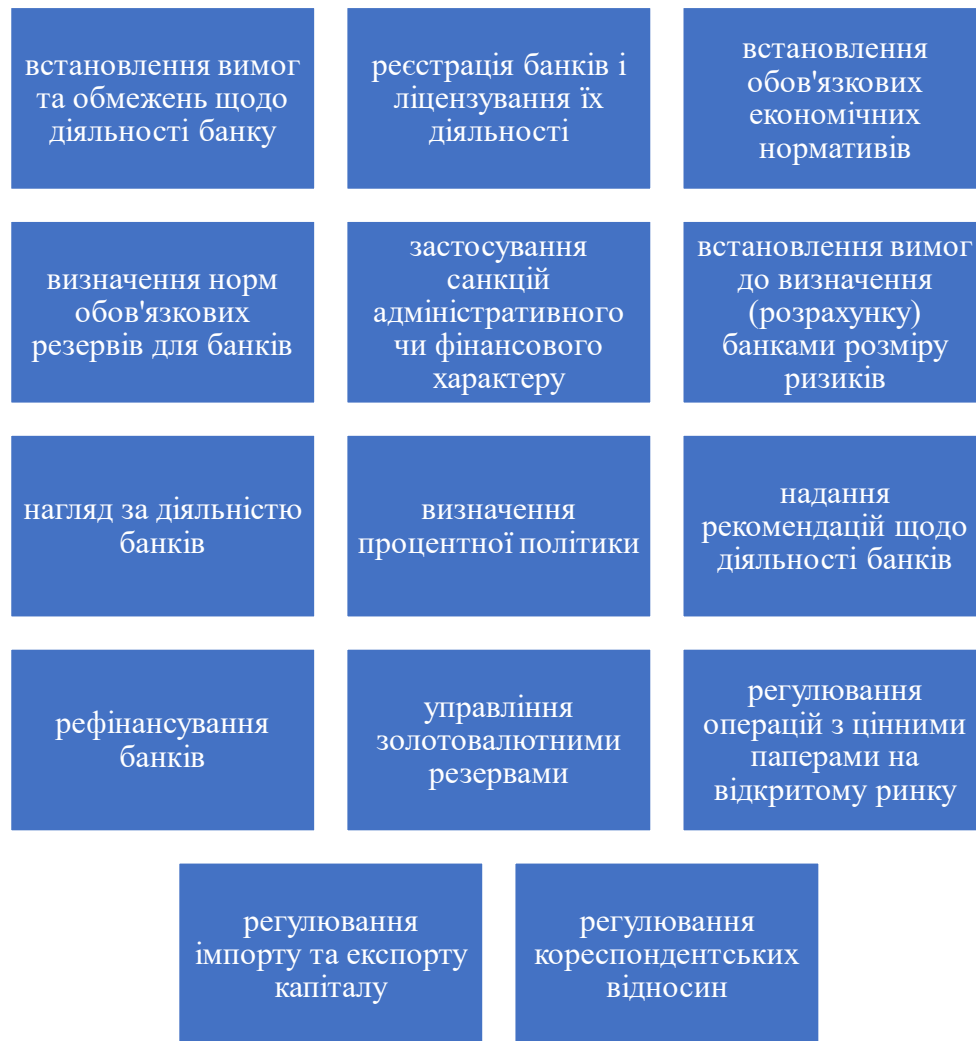 встановлення вимог
та обмежень щодо
діяльності банку
реєстрація банків і
ліцензування їх
діяльності
встановлення
обов'язкових
економічних
нормативів
визначення норм
обов'язкових
резервів для банків
застосування
санкцій
адміністративного
чи фінансового
характеру
встановлення вимог
до визначення
(розрахунку)
банками розміру
ризиків
нагляд за діяльністю
банків
визначення
процентної політики
надання
рекомендацій щодо
діяльності банків
рефінансування
банків
управління
золотовалютними
резервами
регулювання
операцій з цінними
паперами на
відкритому ринку
регулювання
імпорту та експорту
капіталу
регулювання
кореспондентських
відносин